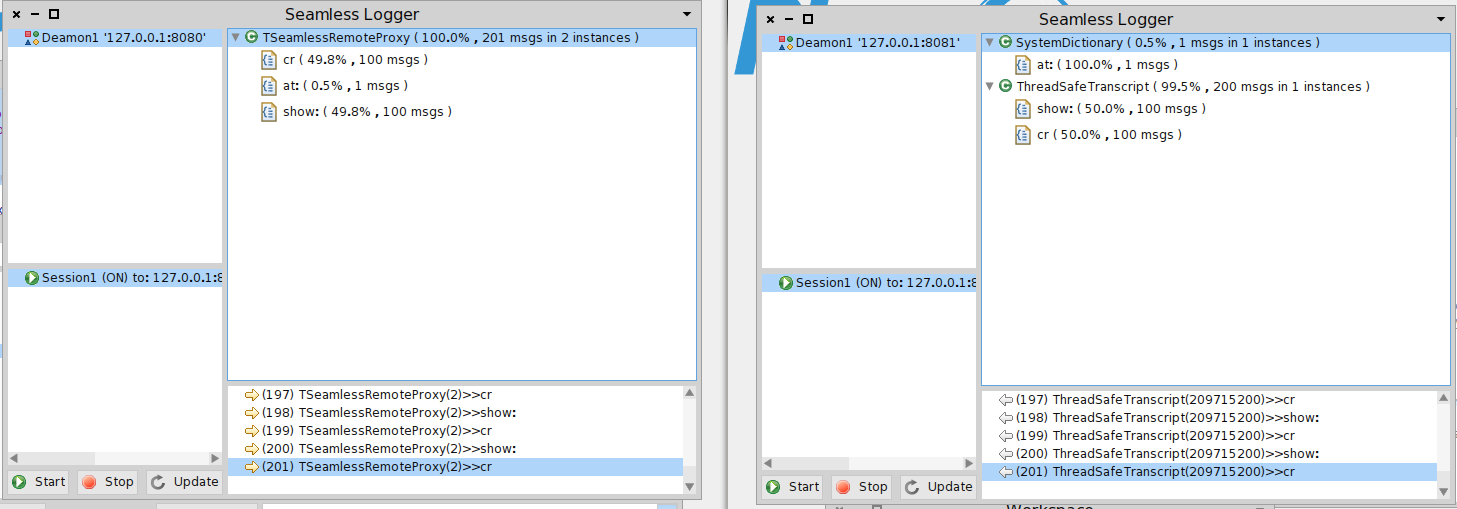 Seamless Logger
Deamon1 '127.0.0.1:8080'
TSeamlessRemoteProxy ( 100.0% , 201 msgs in 2 instances )
cr ( 49.8% , 100 msgs )
at: ( 0.5% , 1 msgs )
show: ( 49.8% , 100 msgs )
Session1 (ON) to: 127.0.0.1:8
(197) TSeamlessRemoteProxy(2)>>cr
(198) TSeamlessRemoteProxy(2)>>show:
(199) TSeamlessRemoteProxy(2)>>cr
(200) TSeamlessRemoteProxy(2)>>show:
(201) TSeamlessRemoteProxy(2)>>cr
Start Stop Update
Seamless Logger
Deamon1 '127.0.0.1:8081'
SystemDictionary ( 0.5% , 1 msgs in 1 instances )
at: ( 100.0% , 1 msgs )
ThreadSafeTranscript ( 99.5% , 200 msgs in 1 instances )
show: ( 50.0% , 100 msgs )
cr ( 50.0% , 100 msgs )
Session1 (ON) to: 127.0.0.1:8
(197) ThreadSafeTranscript(209715200)>>cr
(198) ThreadSafeTranscript(209715200)>>show:
(199) ThreadSafeTranscript(209715200)>>cr
(200) ThreadSafeTranscript(209715200)>>show:
(201) ThreadSafeTranscript(209715200)>>cr
Start Stop Update
Workspace